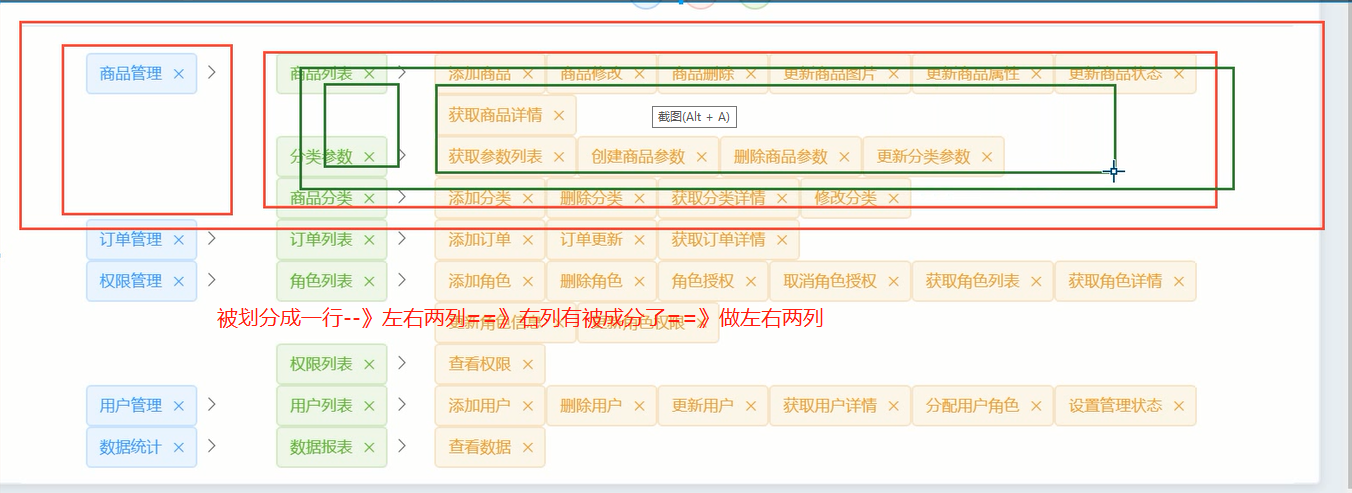 商品管理 商品列表 添加商品 商品修改 商品删除 更新商品图片 更新商品属性 更新商品状态
获取商品详情 截图(Alt + A)
分类参数 获取参数列表 创建商品参数 删除商品参数 更新分类参数
商品分类 添加分类 删除分类 获取分类详情 修改分类
订单管理 订单列表 添加订单 订单更新 获取订单详情
权限管理 角色列表 添加角色 删除角色 角色授权 取消角色授权 获取角色列表 获取角色详情
更新角色信息 更新角色权限
被划分成一行--》左右两列==》右列有被成分了==》做左右两列
权限列表 查看权限
用户管理 用户列表 添加用户 删除用户 更新用户 获取用户详情 分配用户角色 设置管理状态
数据统计 数据报表 查看数据